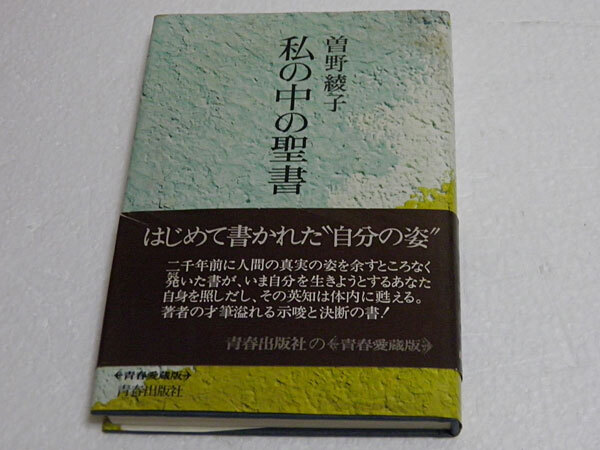 曽野綾子
私の中の聖書
はじめて書かれた〝自分の姿〟
二千年前に人間の真実の姿を余すところなく
発いた書が、いま自分を生きようとするあなた
自身を照しだし、その英知は体内に甦える。
著者の才筆溢れる示唆と決断の書!
青春出版社の≪青春愛蔵版≫
≪青春愛蔵版≫
青春出版社